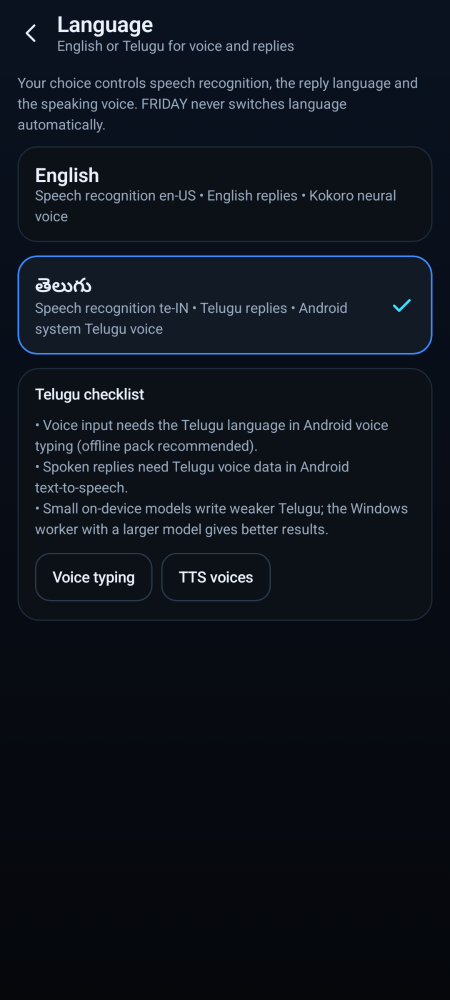 Language
English or Telugu for voice and replies
Your choice controls speech recognition, the reply language and
the speaking voice. FRIDAY never switches language
automatically.
English
Speech recognition en-US • English replies • Kokoro neural
voice
తెలుగు
Speech recognition te-IN • Telugu replies • Android
system Telugu voice
Telugu checklist
• Voice input needs the Telugu language in Android voice
typing (offline pack recommended).
• Spoken replies need Telugu voice data in Android
text-to-speech.
• Small on-device models write weaker Telugu; the Windows
worker with a larger model gives better results.
Voice typing
TTS voices